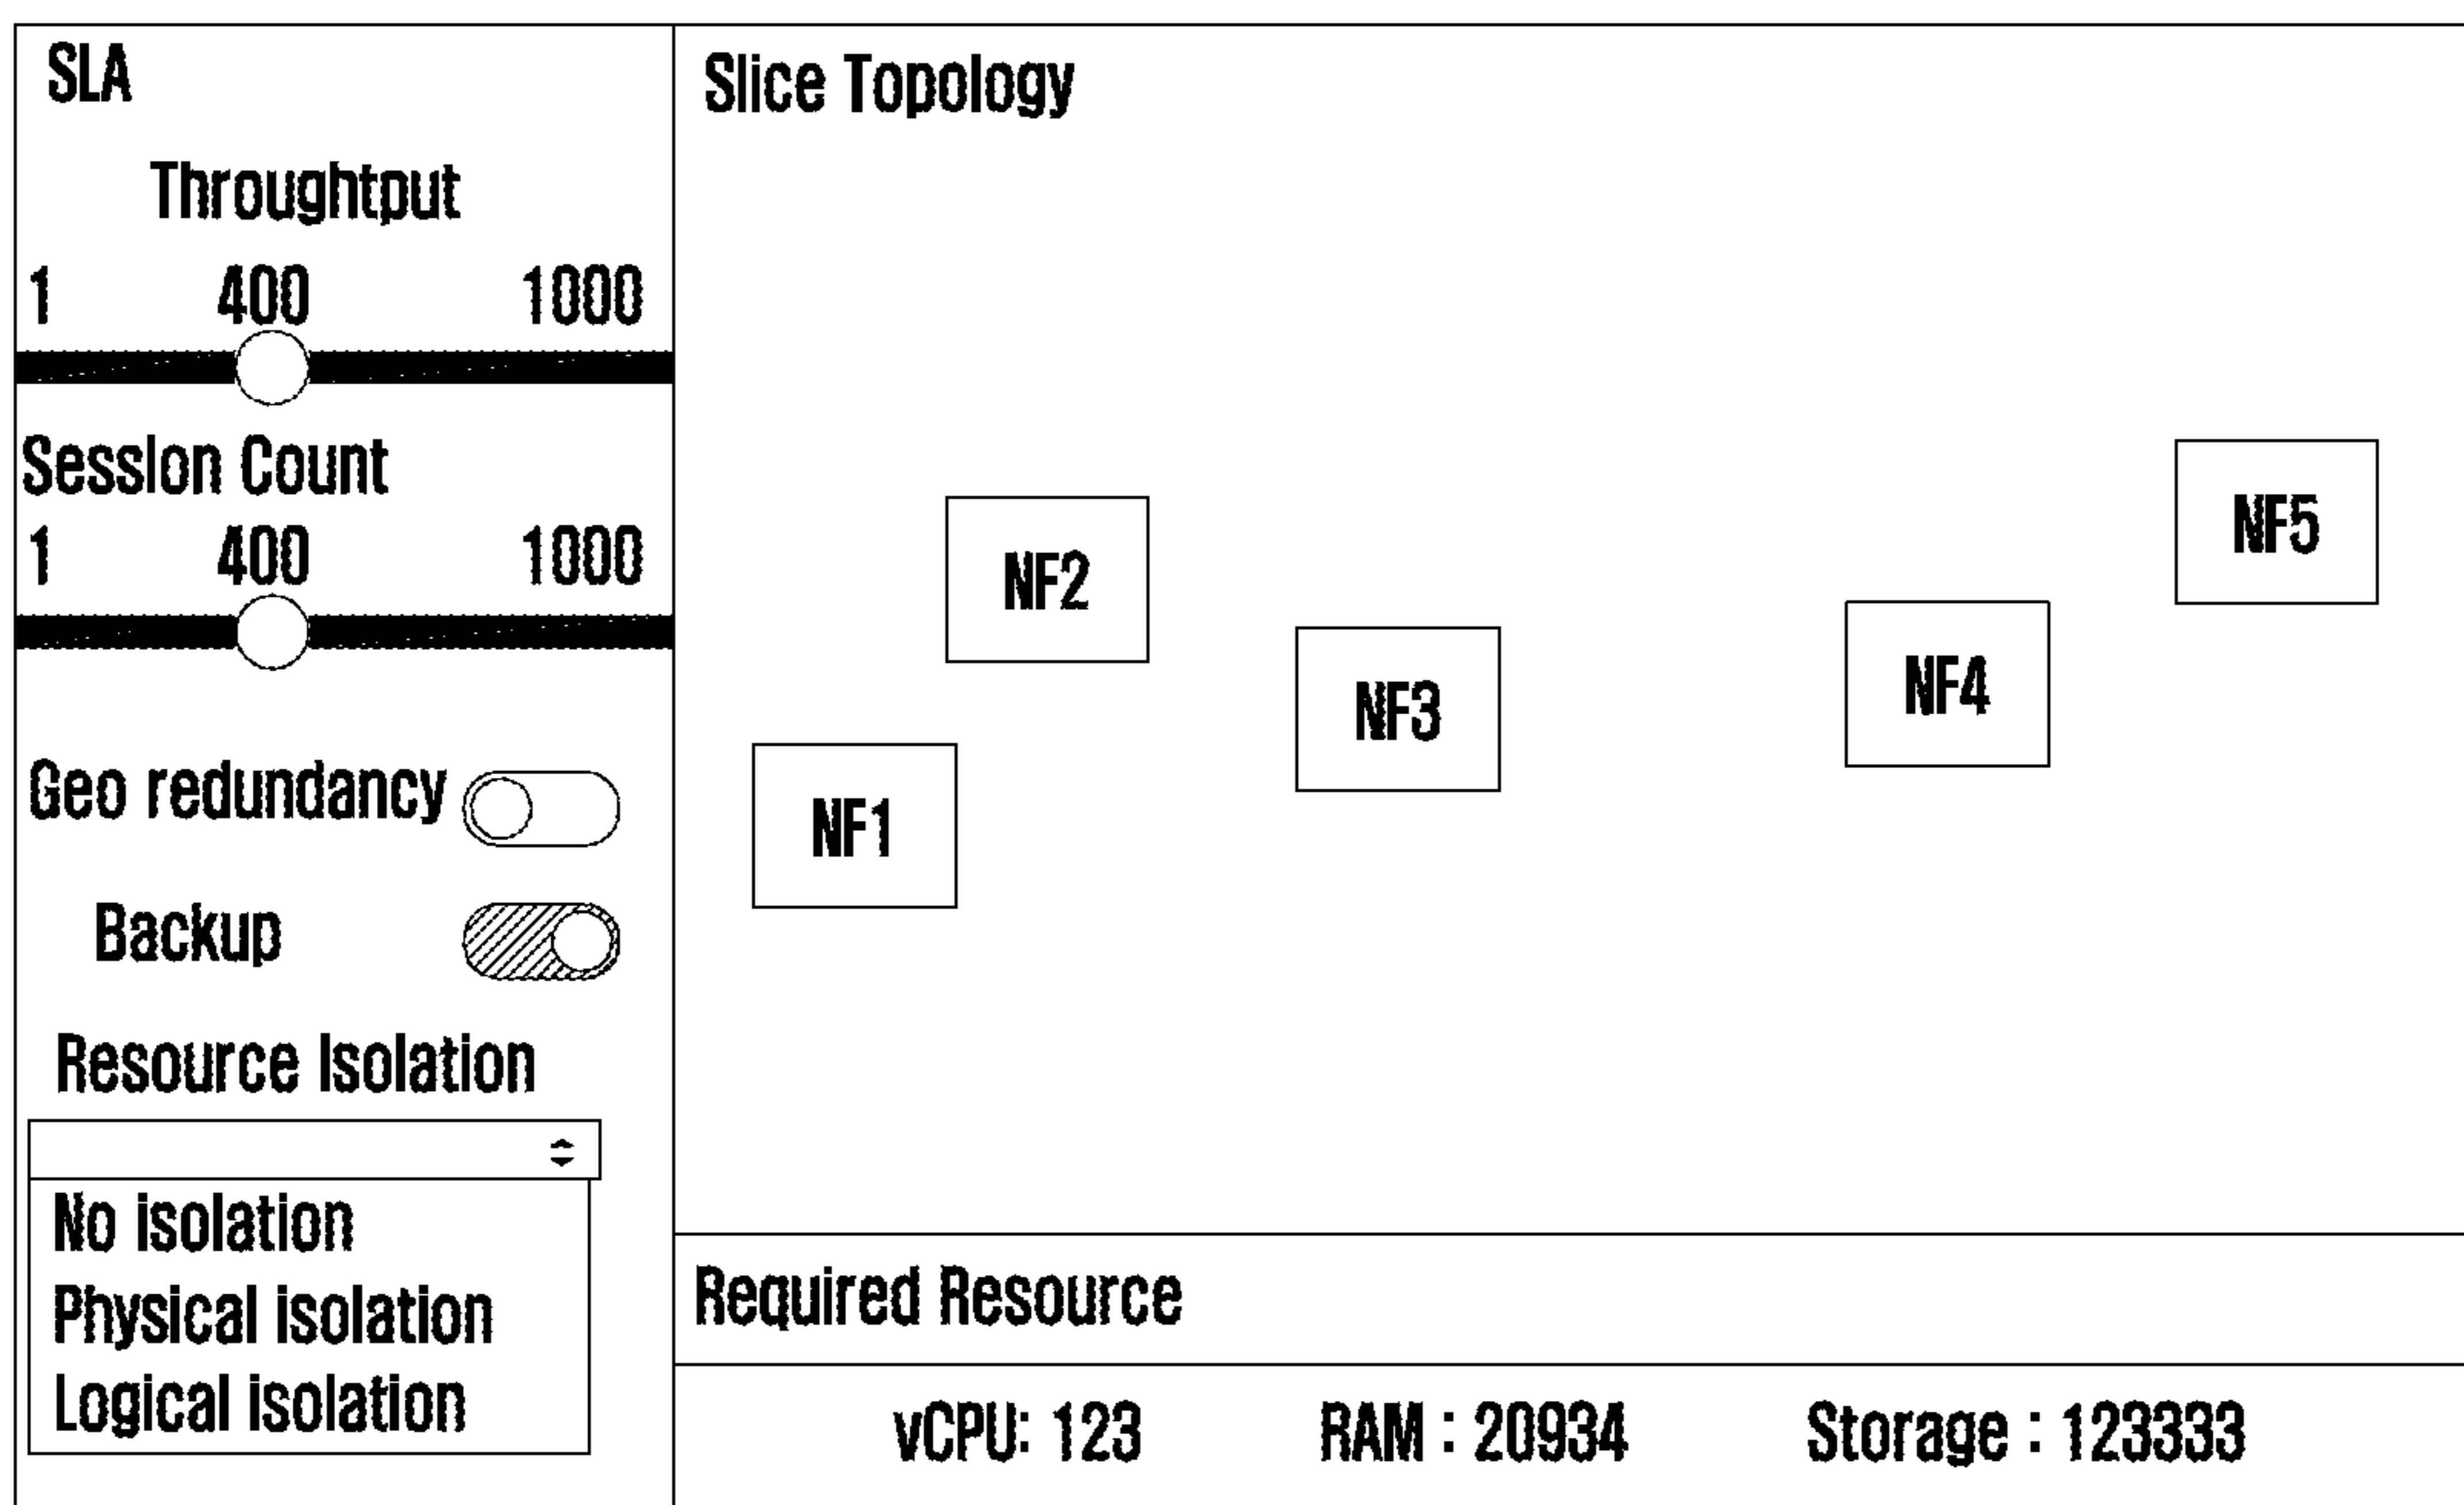 SLA
Throughtput
1 400 1000
Session Count
1 400 1000
Geo redundancy
Backup
Resource Isolation
No isolation
Physical isolation
Logical isolation
Slice Topology
NF1
NF2
NF3
NF4
NF5
Required Resource
vCPU: 123 RAM : 20934 Storage : 123333